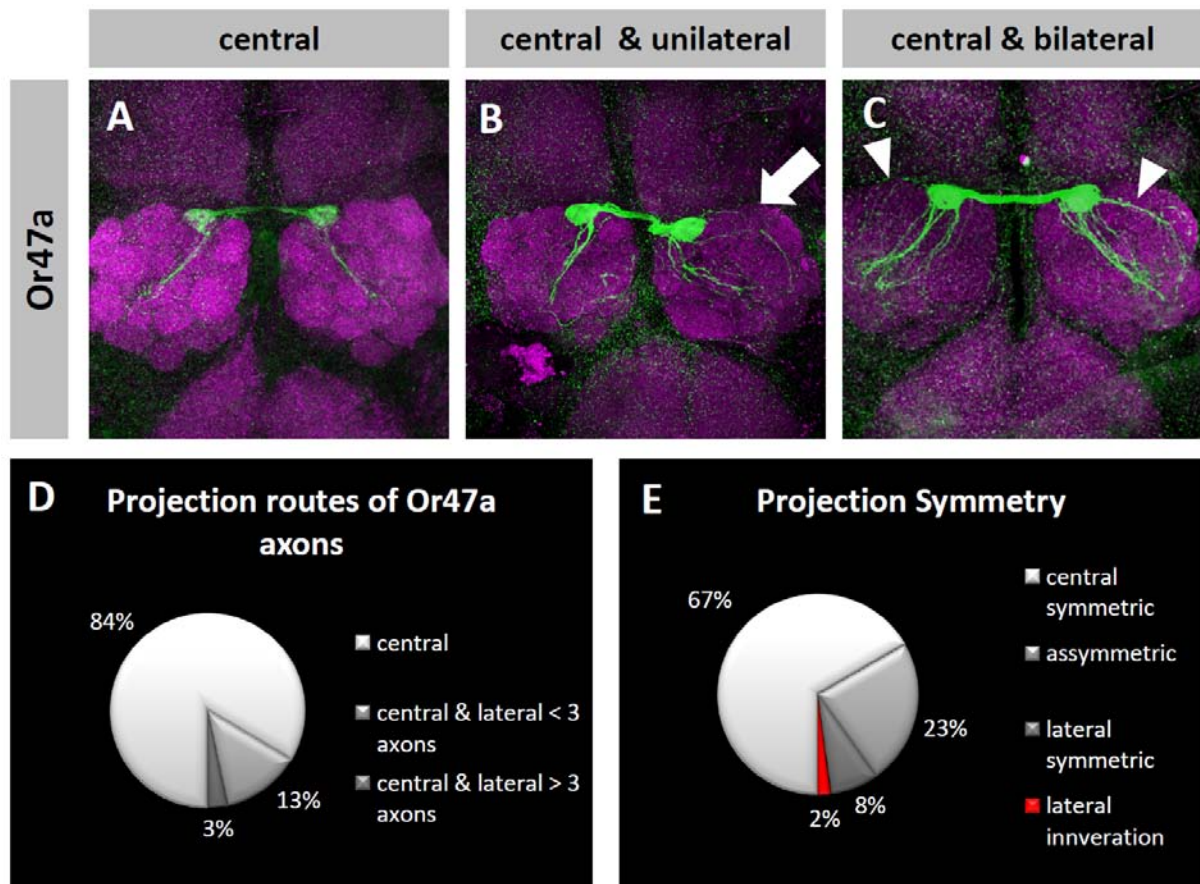 central
central & unilateral
central & bilateral
Or47a
A
B
C
D
Projection routes of Or47a
axons
84%
13%
3%
central
central & lateral < 3
axons
central & lateral > 3
axons
E
Projection Symmetry
67%
23%
8%
2%
central
symmetric
assymmetric
lateral
symmetric
lateral
innveration